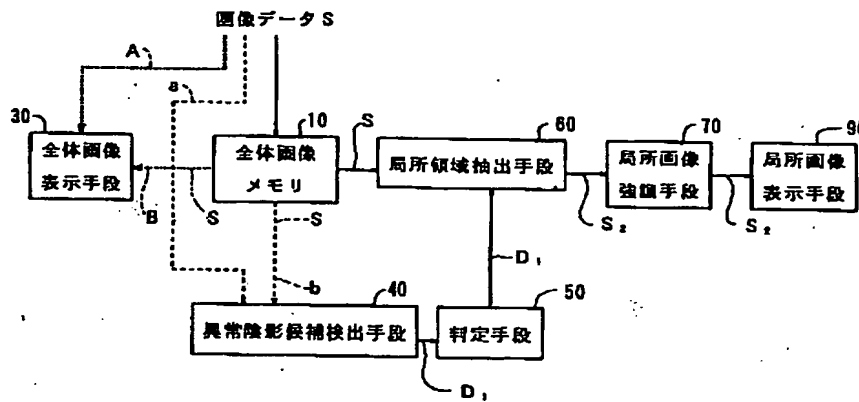 画像データS
A
a
30
10
60
70
90
全体画像
表示手段
全体画像
メモリ
S
局所領域抽出手段
局所画像
強調手段
局所画像
表示手段
B
S
S
S₂
S₂
D₁
b
40
50
異常陰影候補検出手段
判定手段
D₁